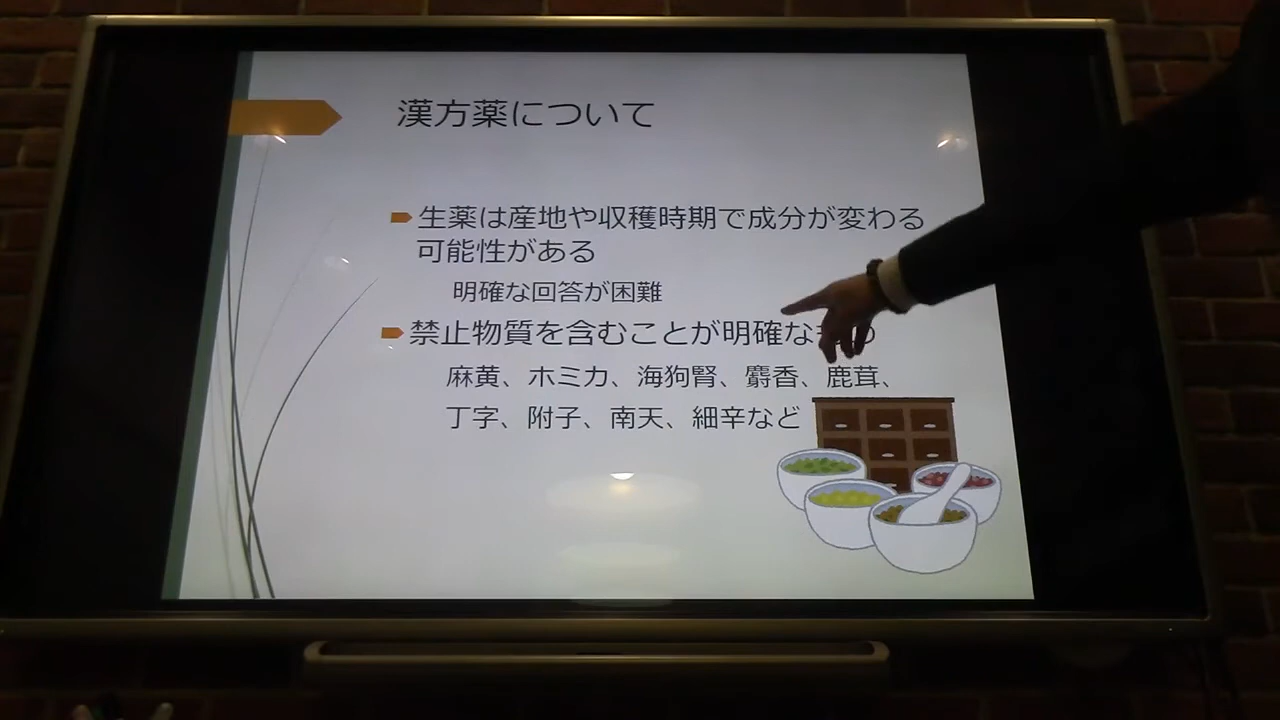 漢方薬について
生薬は産地や収穫時期で成分が変わる
可能性がある
明確な回答が困難
禁止物質を含むことが明確なもの
麻黄、ホミカ、海狗腎、麝香、鹿茸、
丁字、附子、南天、細辛など